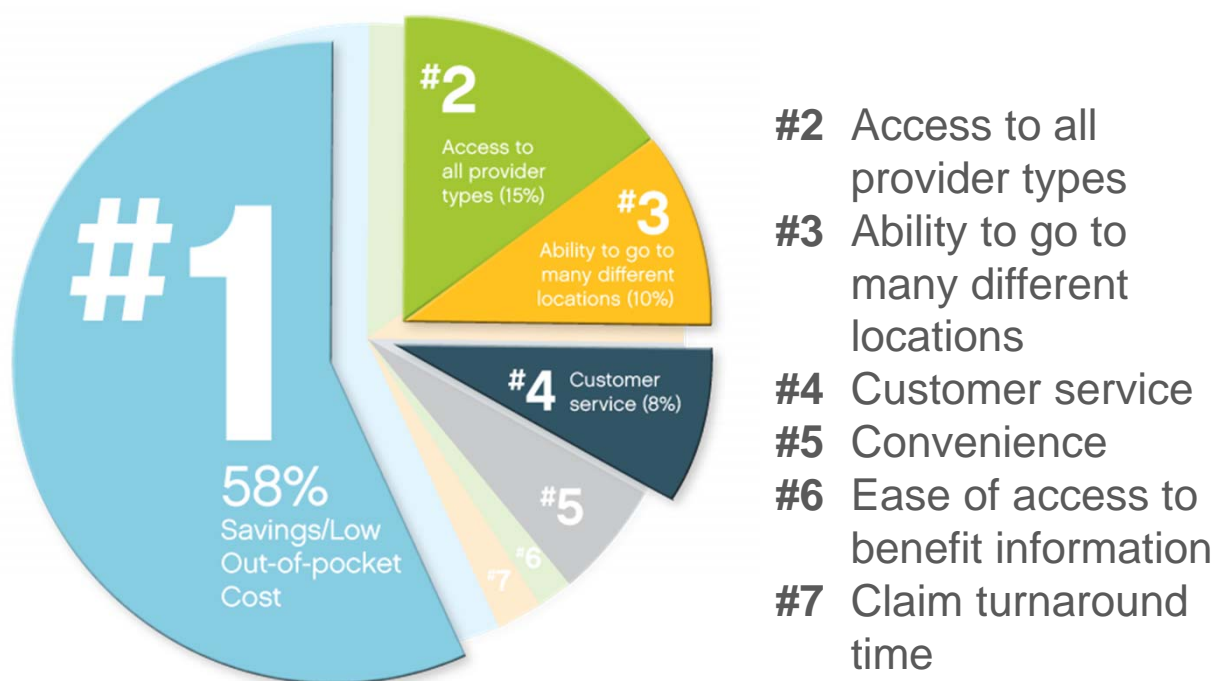 #1
58%
Savings/Low
Out-of-pocket
Cost
#2
Access to
all provider
types (15%)
#3
Ability to go to
many different
locations (10%)
#4 Customer
service (8%)
#5
#6
#7
#2 Access to all
provider types
#3 Ability to go to
many different
locations
#4 Customer service
#5 Convenience
#6 Ease of access to
benefit information
#7 Claim turnaround
time